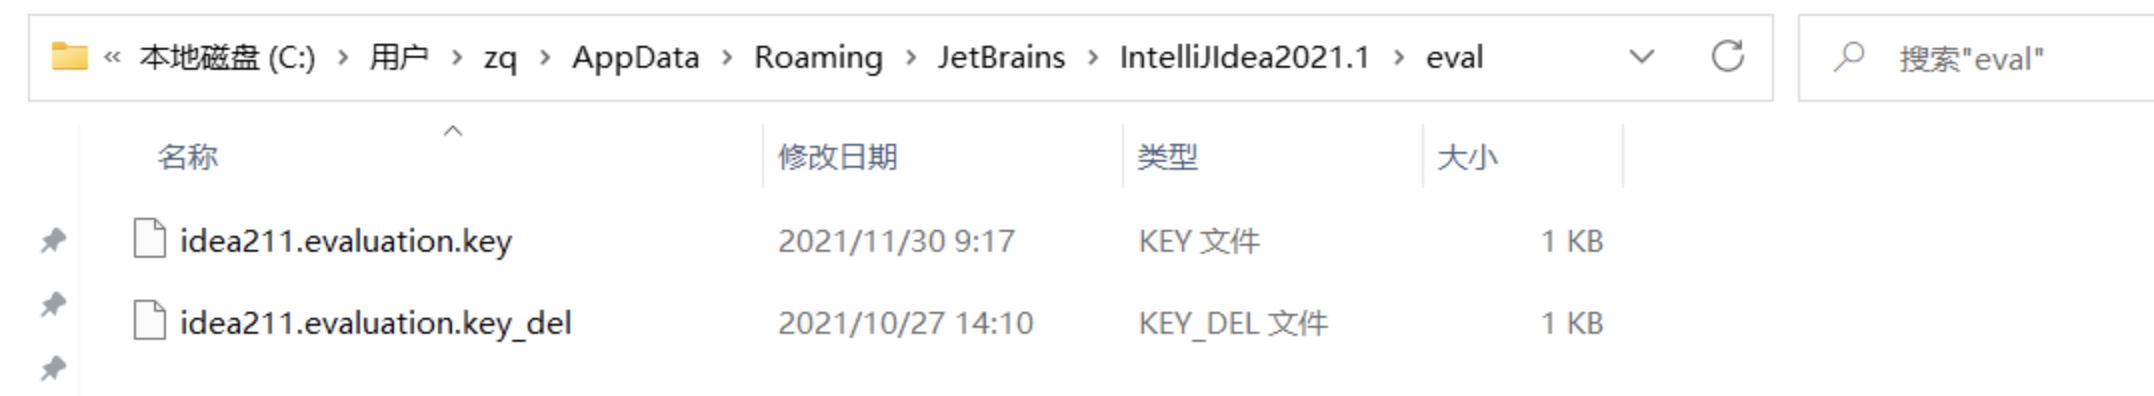 « 本地磁盘 (C:) › 用户 › zq › AppData › Roaming › JetBrains › IntelliJIdea2021.1 › eval 搜索"eval"
名称 修改日期 类型 大小
idea211.evaluation.key 2021/11/30 9:17 KEY 文件 1 KB
idea211.evaluation.key_del 2021/10/27 14:10 KEY_DEL 文件 1 KB